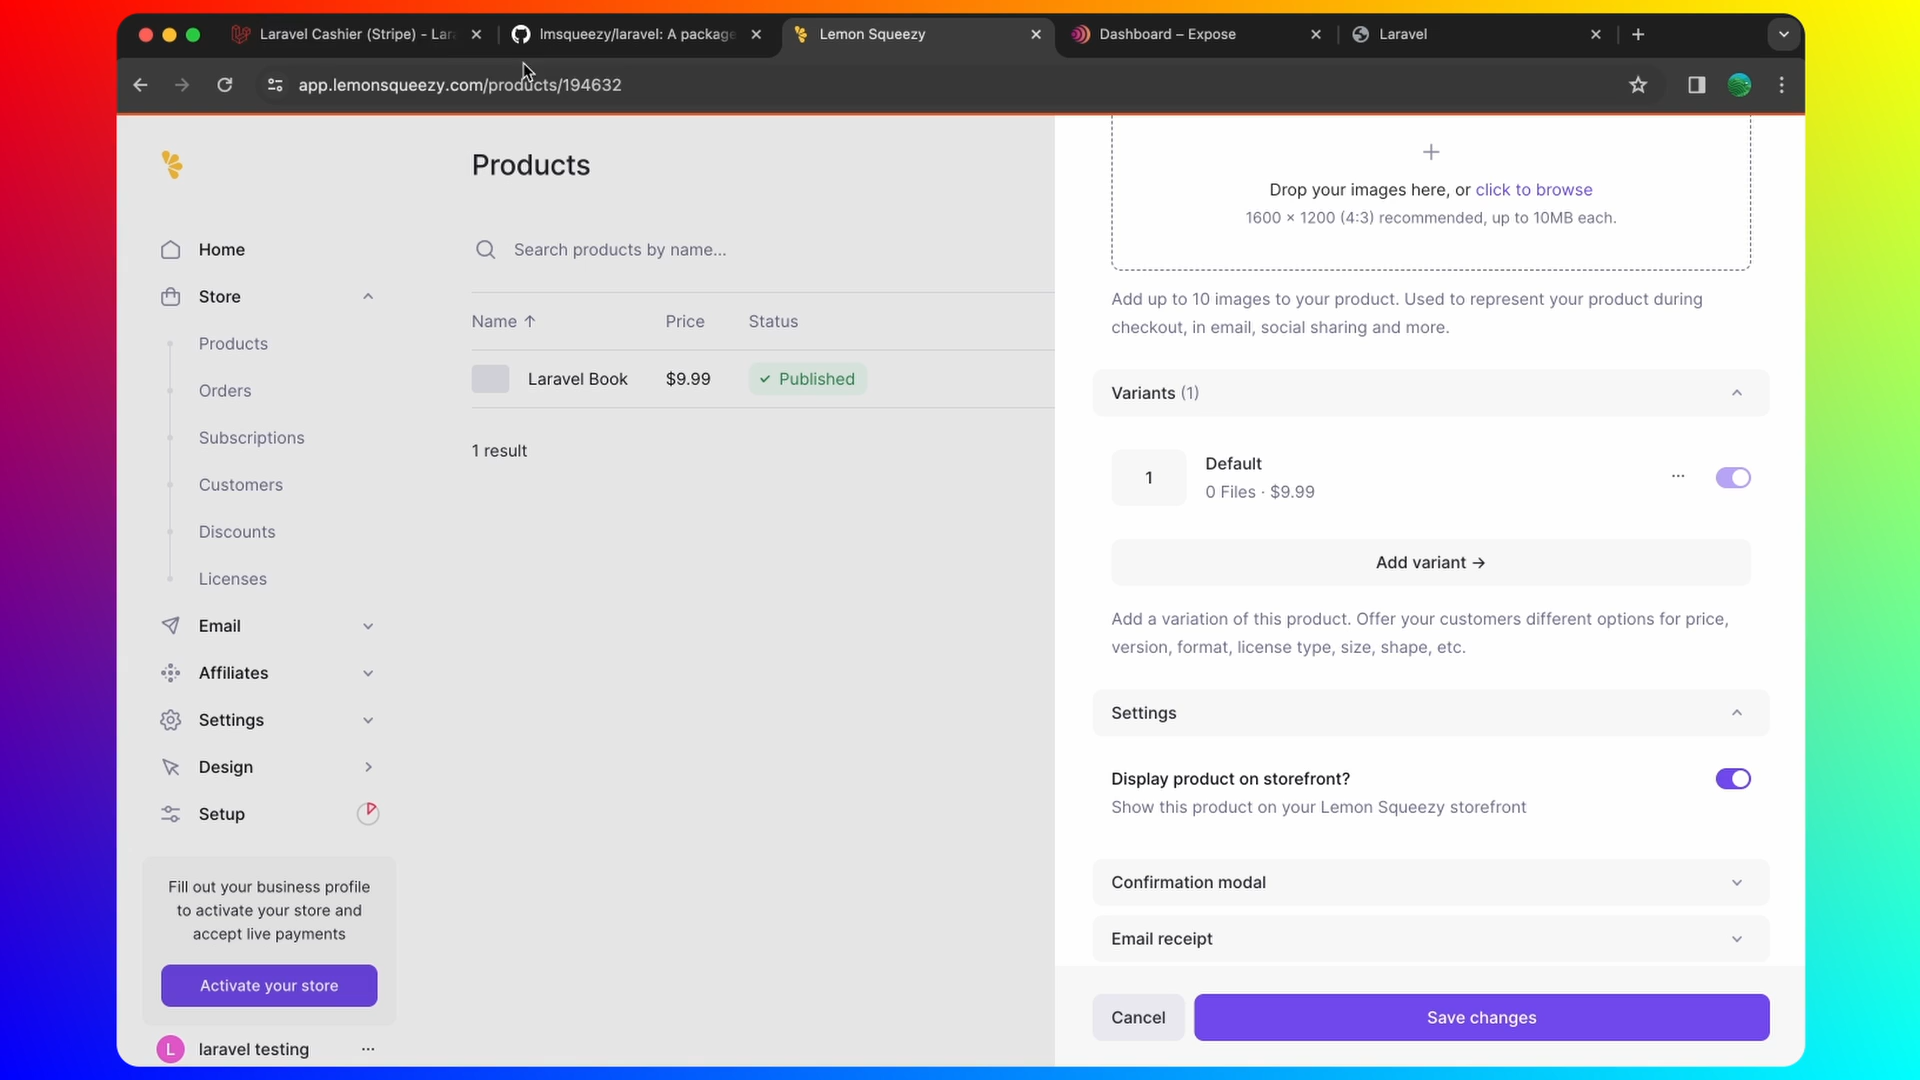 Laravel Cashier (Stripe) - Lar
lmsqueezy/laravel: A package
Lemon Squeezy
Dashboard – Expose
Laravel
app.lemonsqueezy.com/products/194632
Home
Store
Products
Orders
Subscriptions
Customers
Discounts
Licenses
Email
Affiliates
Settings
Design
Setup
Fill out your business profile
to activate your store and
accept live payments
Activate your store
L
laravel testing
Products
Search products by name...
Name ↑ Price Status
Laravel Book $9.99 ✓ Published
1 result
Drop your images here, or click to browse
1600 × 1200 (4:3) recommended, up to 10MB each.
Add up to 10 images to your product. Used to represent your product during
checkout, in email, social sharing and more.
Variants (1)
1
Default
0 Files · $9.99
Add variant →
Add a variation of this product. Offer your customers different options for price,
version, format, license type, size, shape, etc.
Settings
Display product on storefront?
Show this product on your Lemon Squeezy storefront
Confirmation modal
Email receipt
Cancel
Save changes